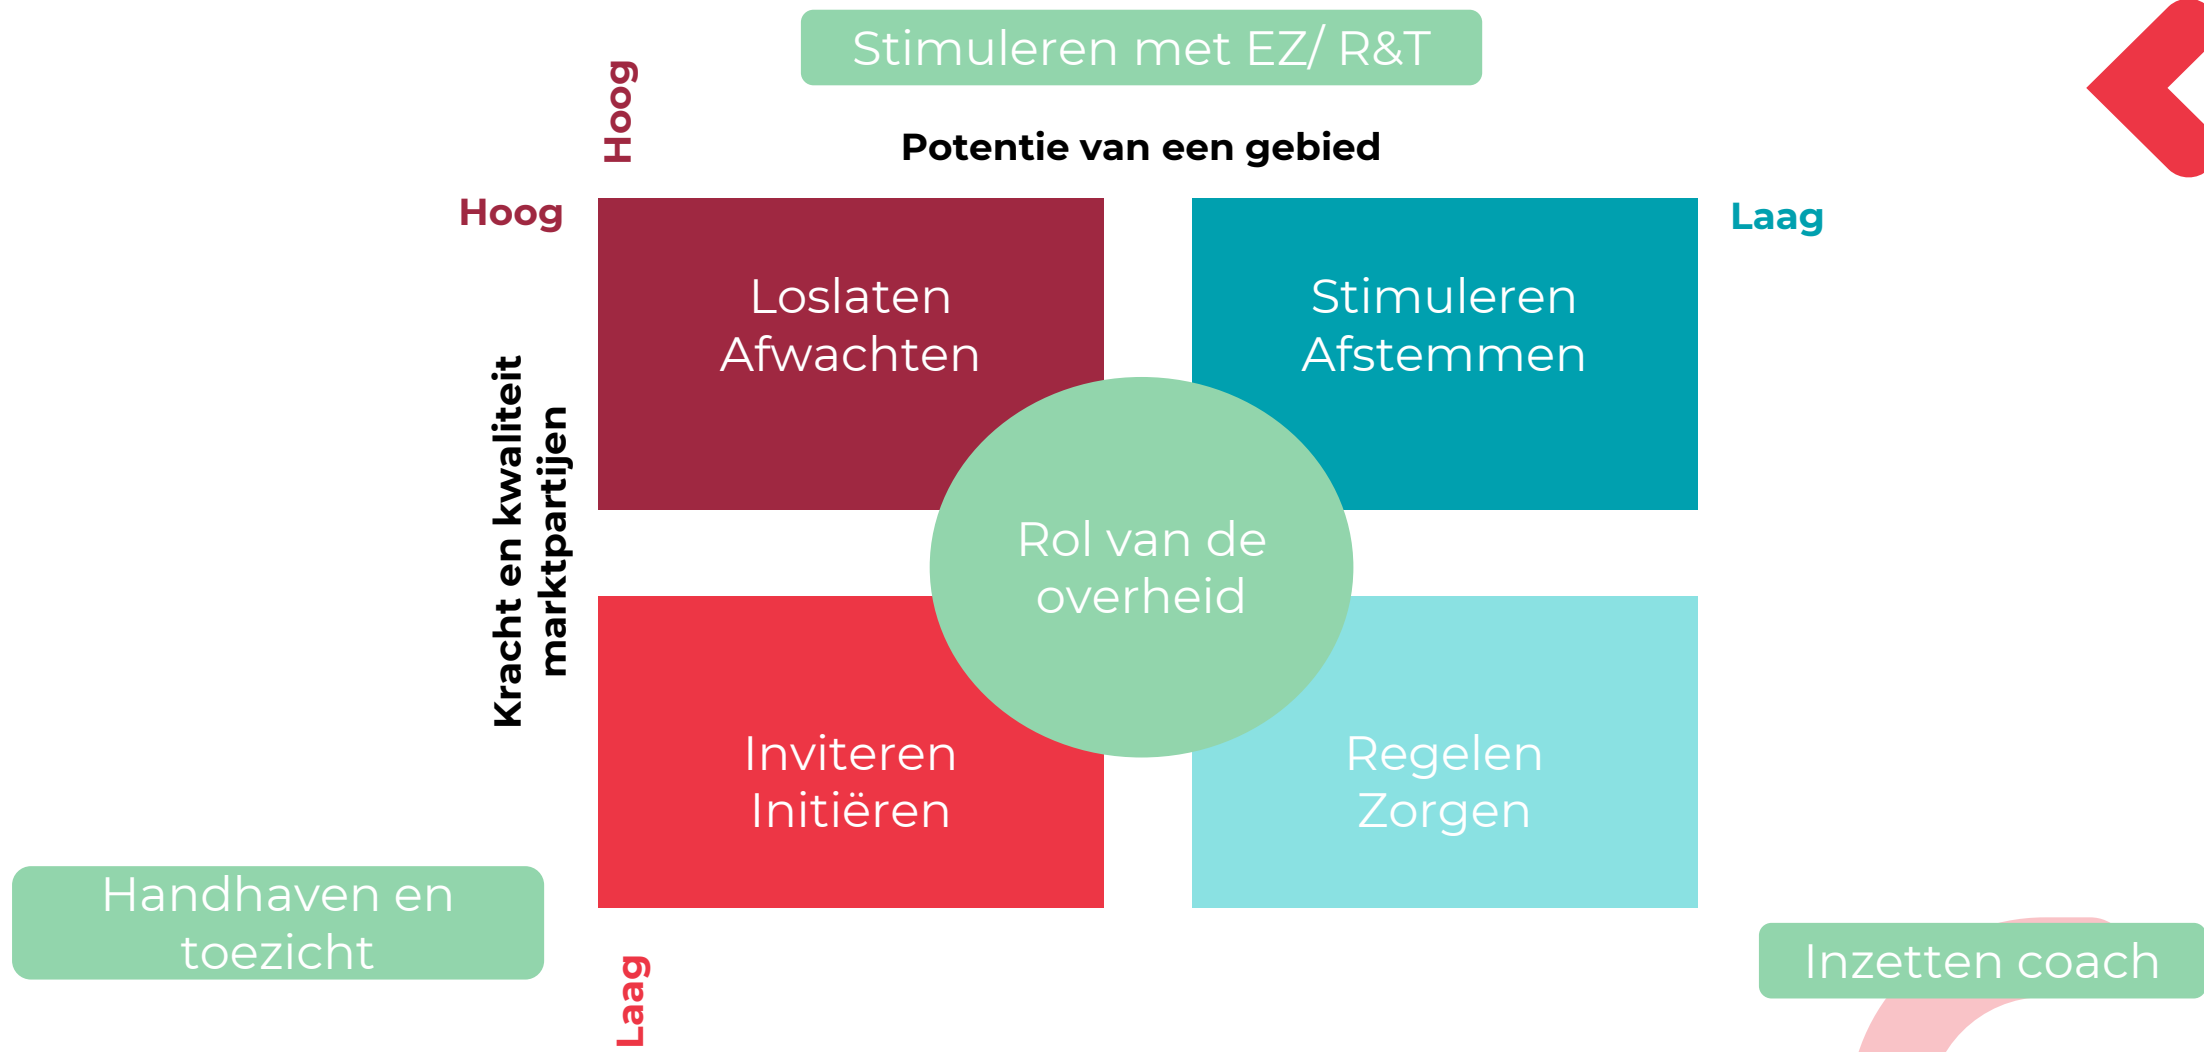 Stimuleren met EZ/ R&T
Hoog
Potentie van een gebied
Hoog
Laag
Loslaten
Afwachten
Stimuleren
Afstemmen
Kracht en kwaliteit
marktpartijen
Rol van de
overheid
Inviteren
Initiëren
Regelen
Zorgen
Handhaven en
toezicht
Inzetten coach
Laag